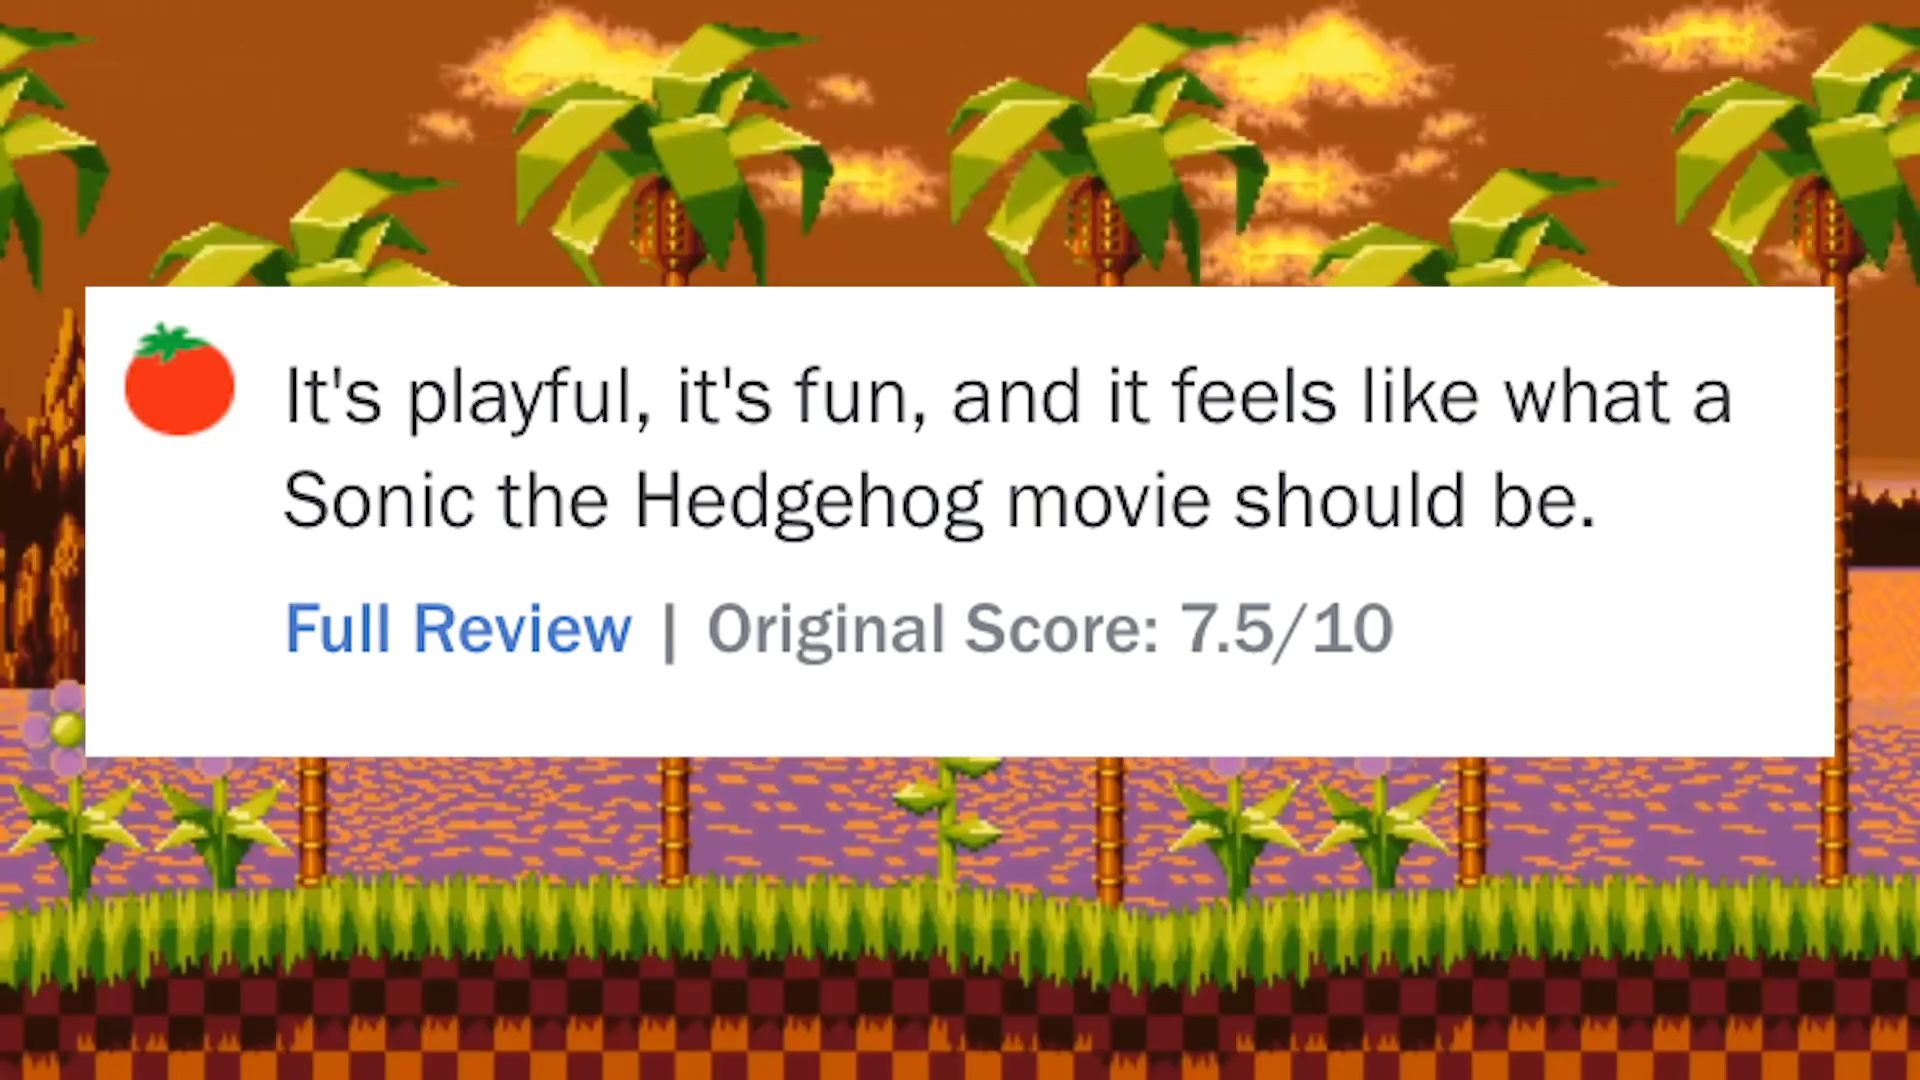 It's playful, it's fun, and it feels like what a
Sonic the Hedgehog movie should be.
Full Review | Original Score: 7.5/10